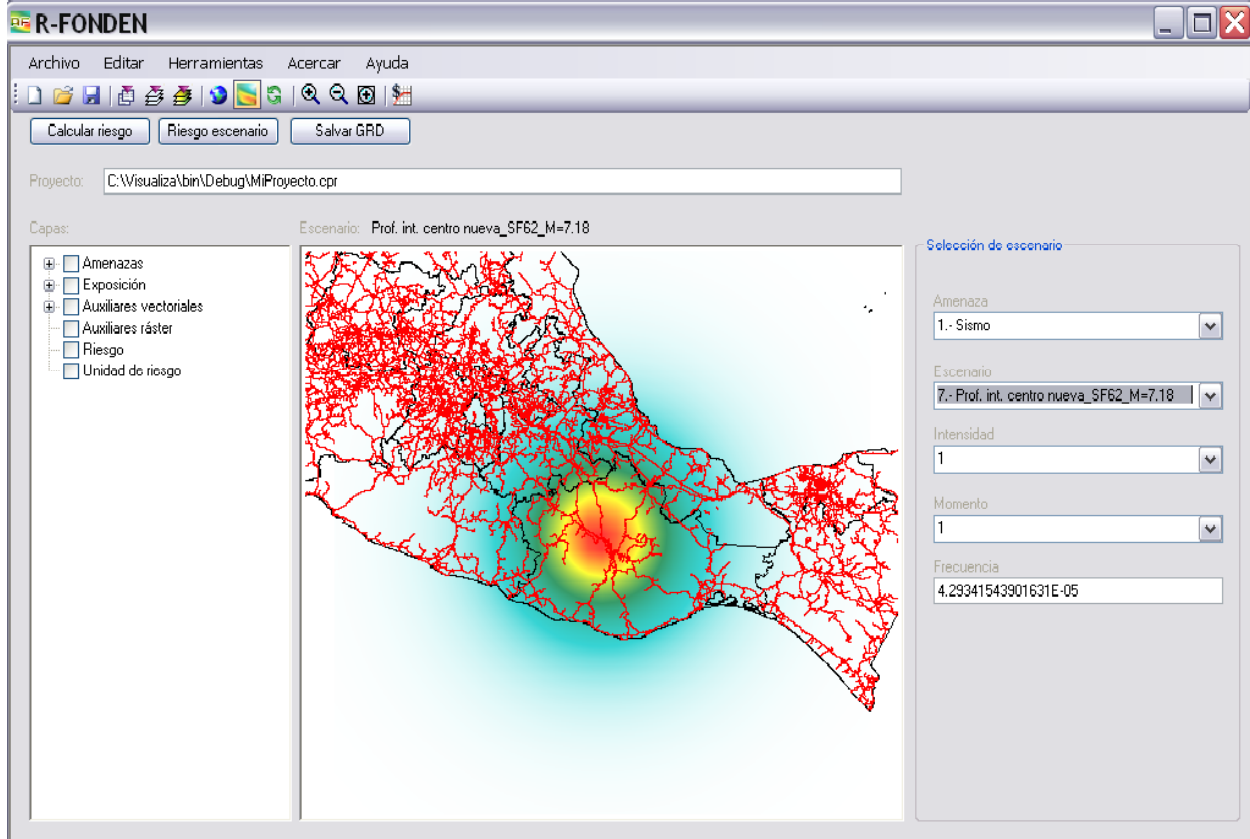 R-FONDEN
Archivo Editar Herramientas Acercar Ayuda
Calcular riesgo Riesgo escenario Salvar GRD
Proyecto: C:\Visualiza\bin\Debug\MiProyecto.cpr
Capas:
Amenazas
Exposición
Auxiliares vectoriales
Auxiliares ráster
Riesgo
Unidad de riesgo
Escenario: Prof. int. centro nueva_SF62_M=7.18
Selección de escenario
Amenaza
1.- Sismo
Escenario
7.- Prof. int. centro nueva_SF62_M=7.18
Intensidad
1
Momento
1
Frecuencia
4.29341543901631E-05